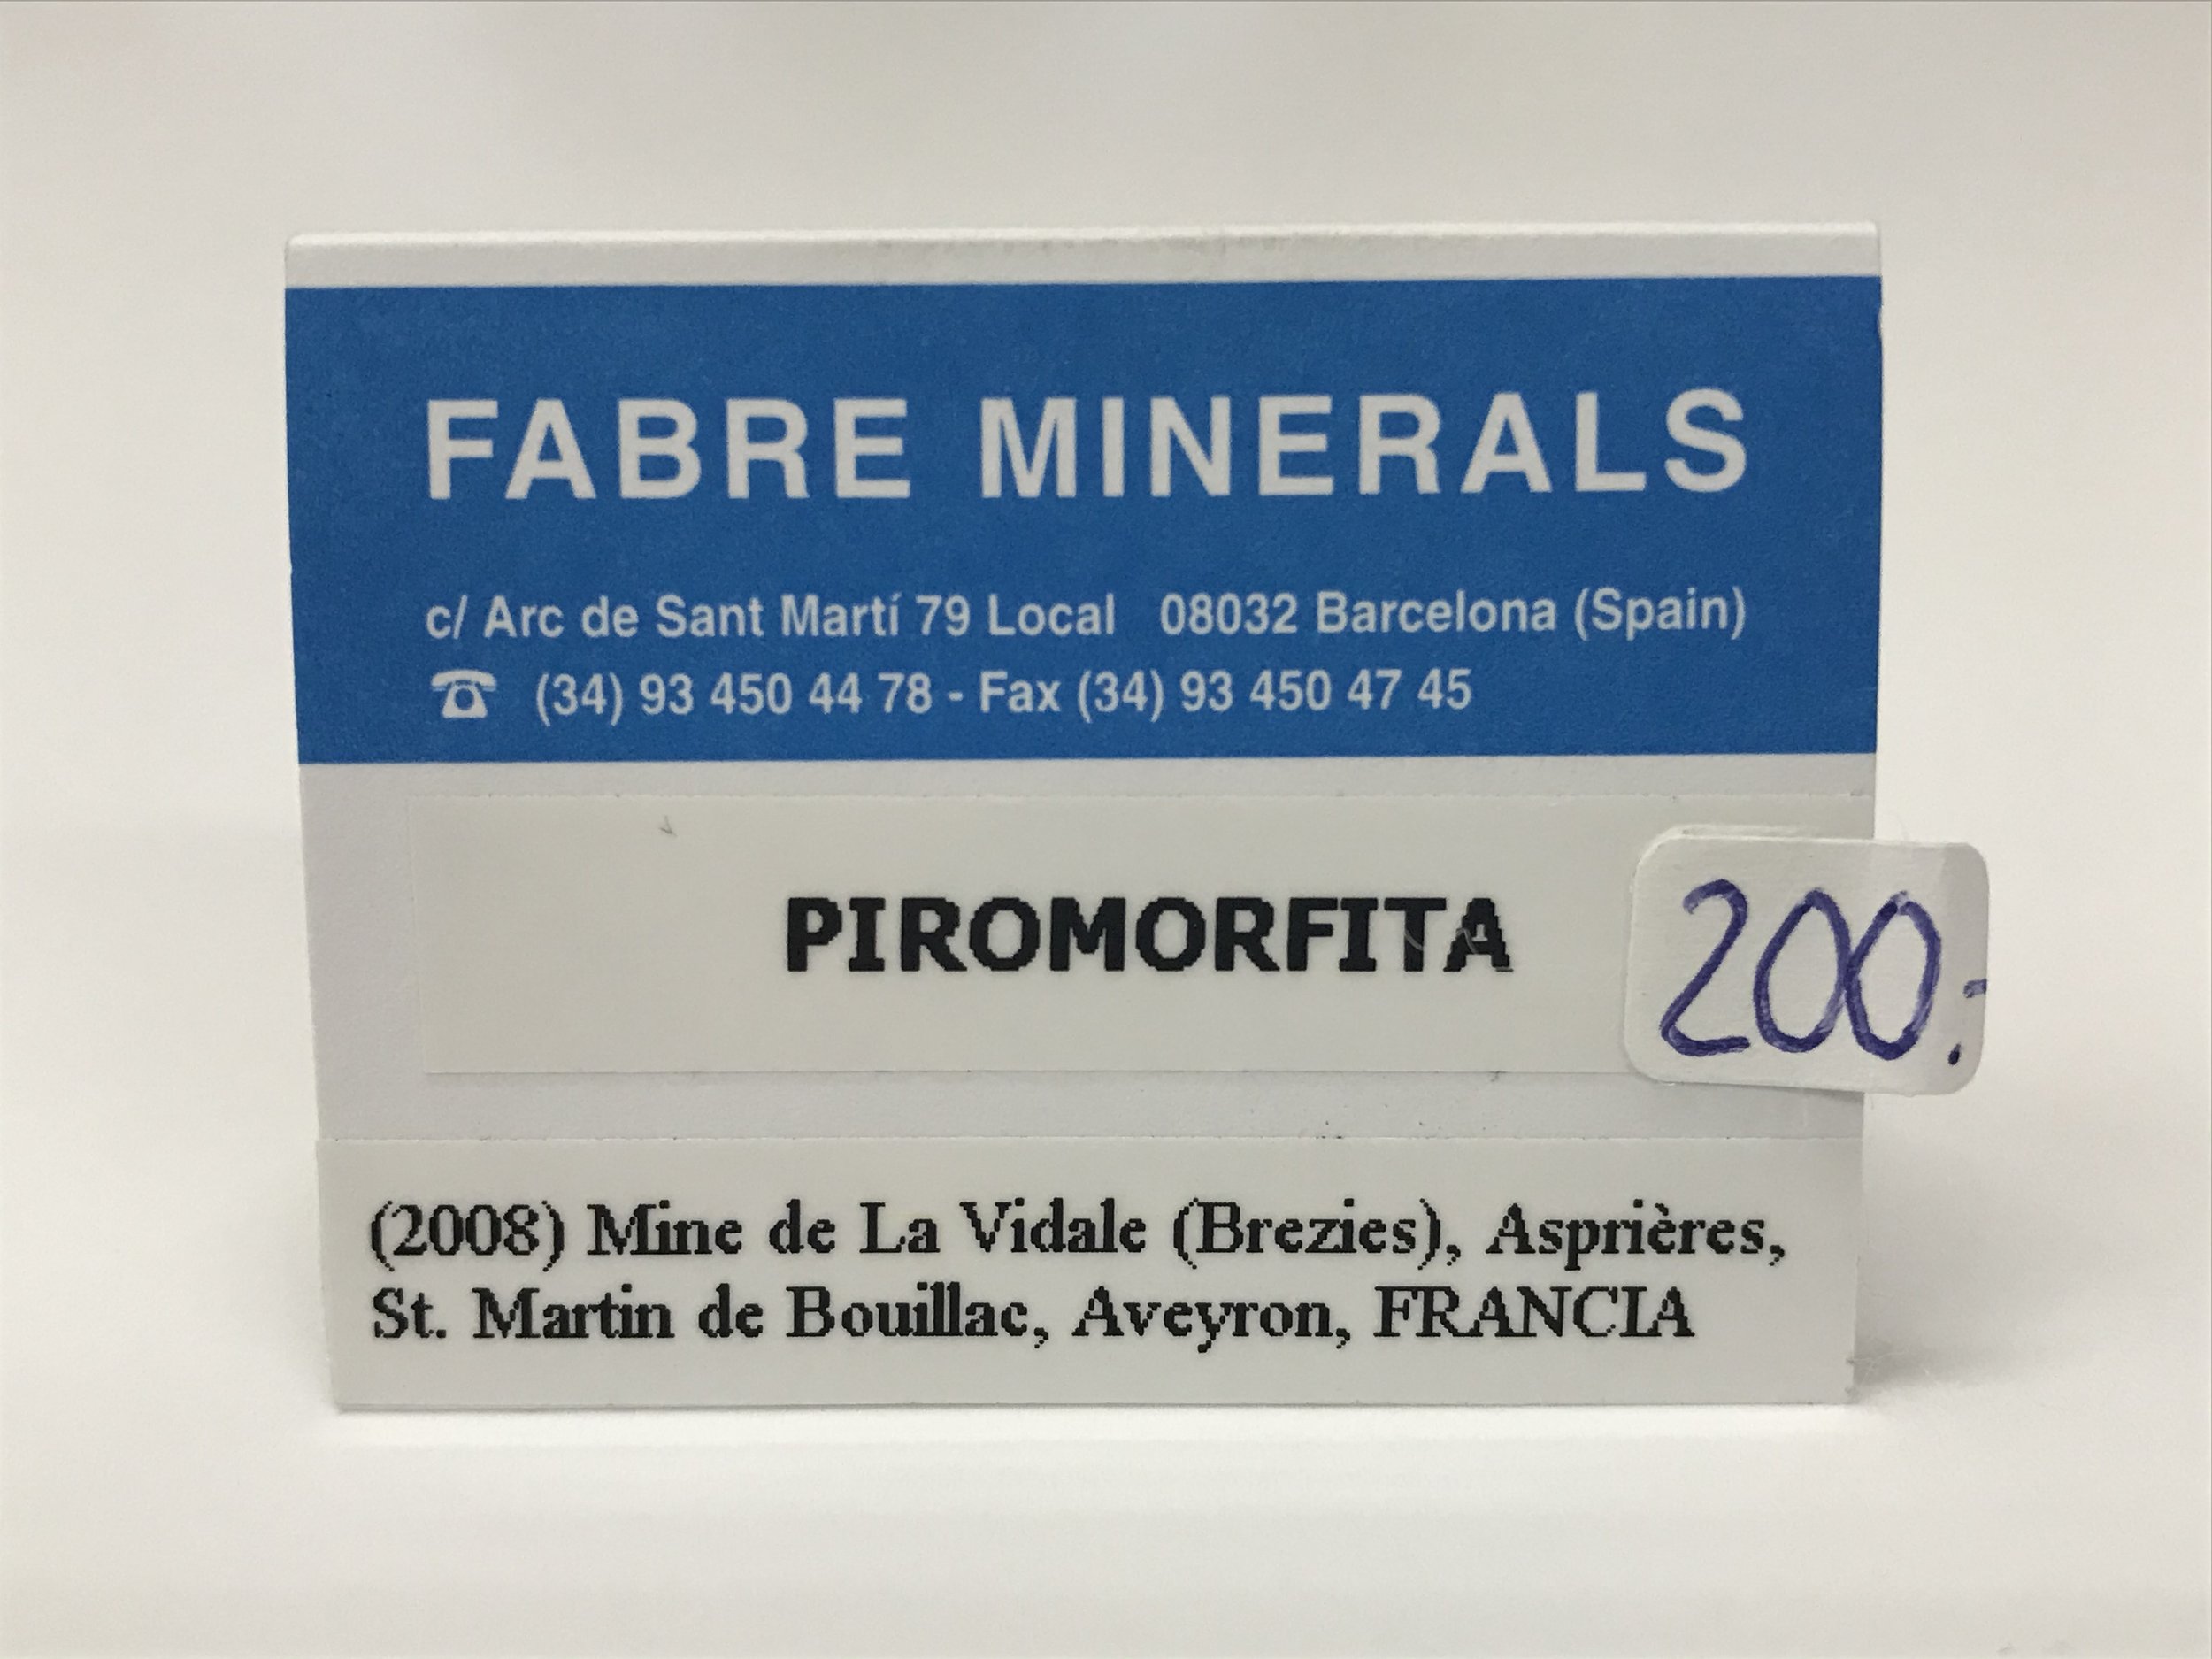 FABRE MINERALS
c/ Arc de Sant Martí 79 Local 08032 Barcelona (Spain)
☎ (34) 93 450 44 78 - Fax (34) 93 450 47 45
PIROMORFITA
200.-
(2008) Mine de La Vidale (Brezies), Asprières,
St. Martin de Bouillac, Aveyron, FRANCIA